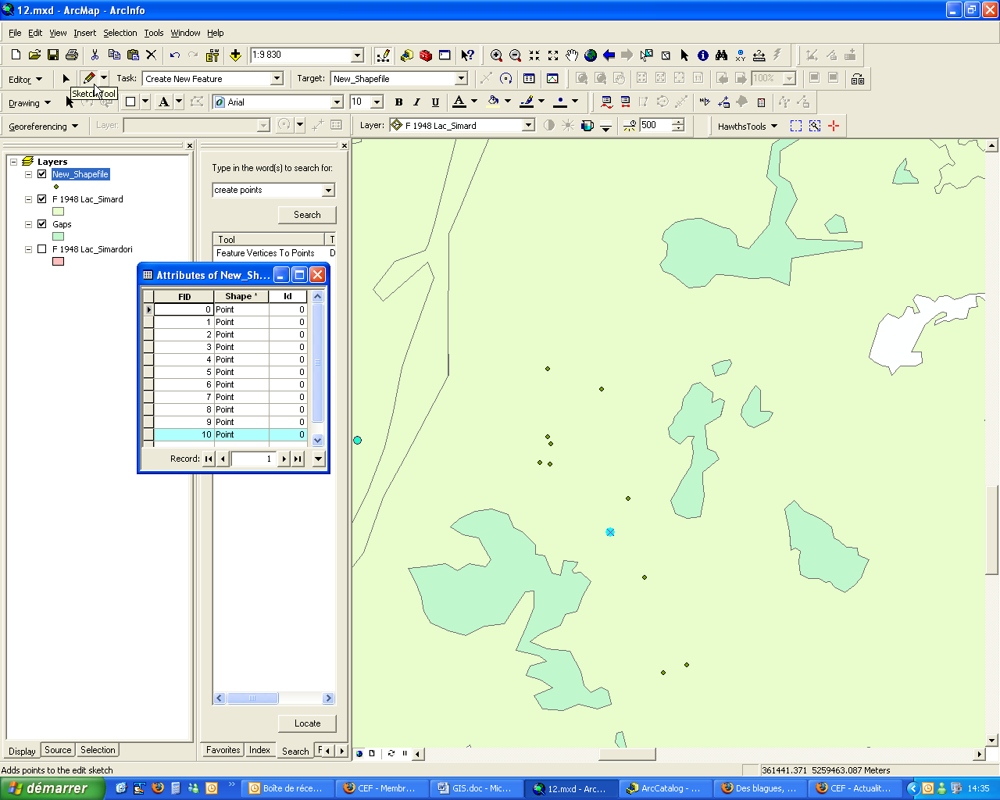 12.mxd - ArcMap - ArcInfo
File Edit View Insert Selection Tools Window Help
1:9 830
Editor Task: Create New Feature Target: New_Shapefile 100%
Sketch Tool
Drawing A Arial 10 B I U A
Georeferencing Layer: Layer: F 1948 Lac_Simard 500 HawthsTools
Layers
New_Shapefile
F 1948 Lac_Simard
Gaps
F 1948 Lac_Simardori
Type in the word(s) to search for:
create points
Search
Tool T
Feature Vertices To Points D
Attributes of New_Sh...
FID Shape * Id
0 Point 0
1 Point 0
2 Point 0
3 Point 0
4 Point 0
5 Point 0
6 Point 0
7 Point 0
8 Point 0
9 Point 0
10 Point 0
Record: 1
Locate
Display Source Selection
Favorites Index Search F
Adds points to the edit sketch
361441.371 5259463.087 Meters
démarrer
Boîte de réce...
CEF - Membr...
GIS.doc - Mic...
12.mxd - Arc...
ArcCatalog - ...
Des blagues, ...
CEF - Actualit...
14:35